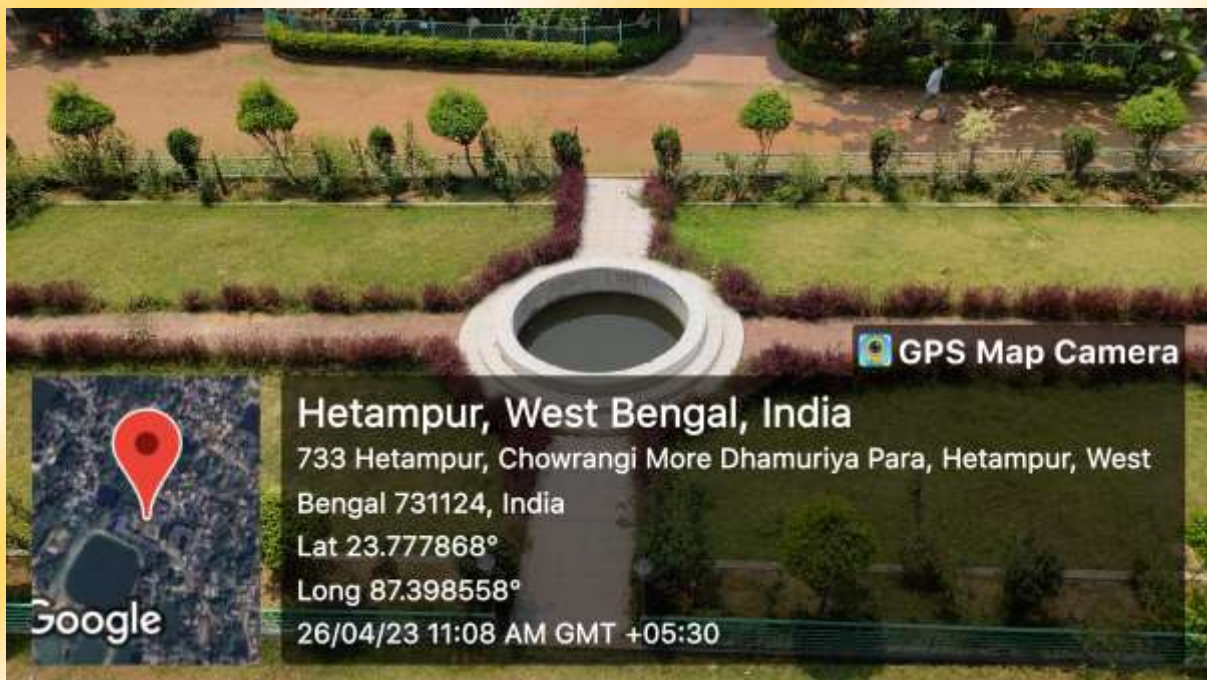 GPS Map Camera
Hetampur, West Bengal, India
733 Hetampur, Chowrangi More Dhamuriya Para, Hetampur, West
Bengal 731124, India
Lat 23.777868°
Long 87.398558°
26/04/23 11:08 AM GMT +05:30
Google